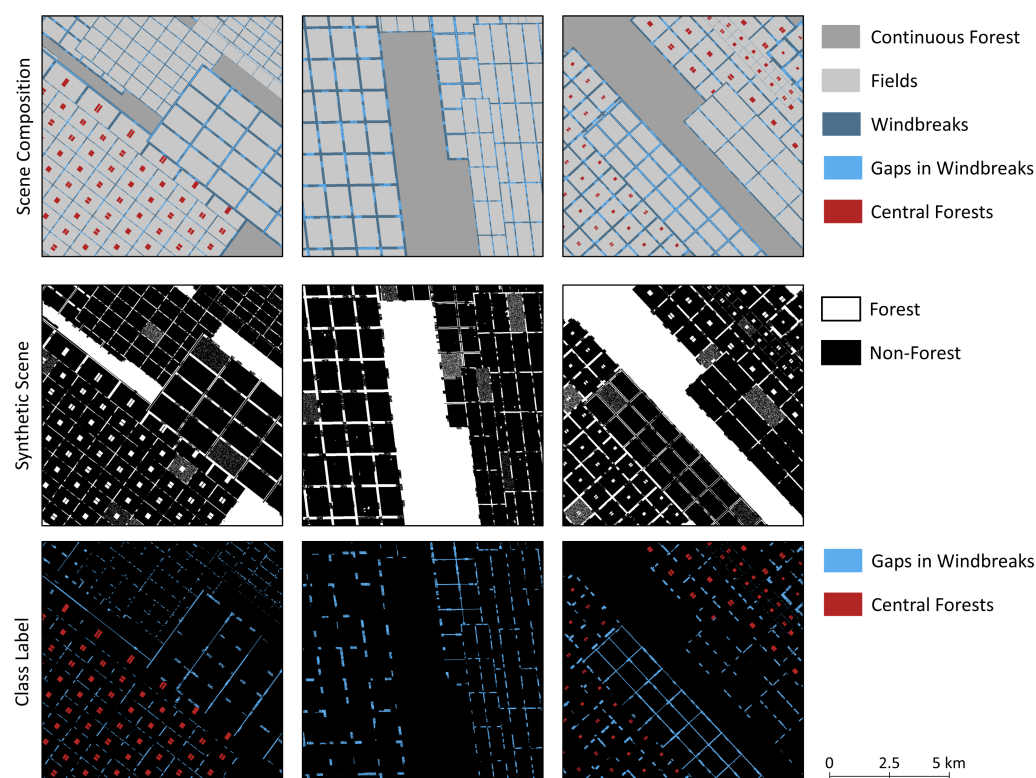 Scene Composition
Continuous Forest
Fields
Windbreaks
Gaps in Windbreaks
Central Forests
Synthetic Scene
Forest
Non-Forest
Class Label
Gaps in Windbreaks
Central Forests
0 2.5 5 km